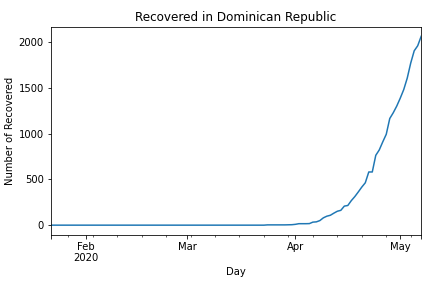 Recovered in Dominican Republic
Number of Recovered
2000
1500
1000
500
0
Feb
2020
Mar
Apr
May
Day